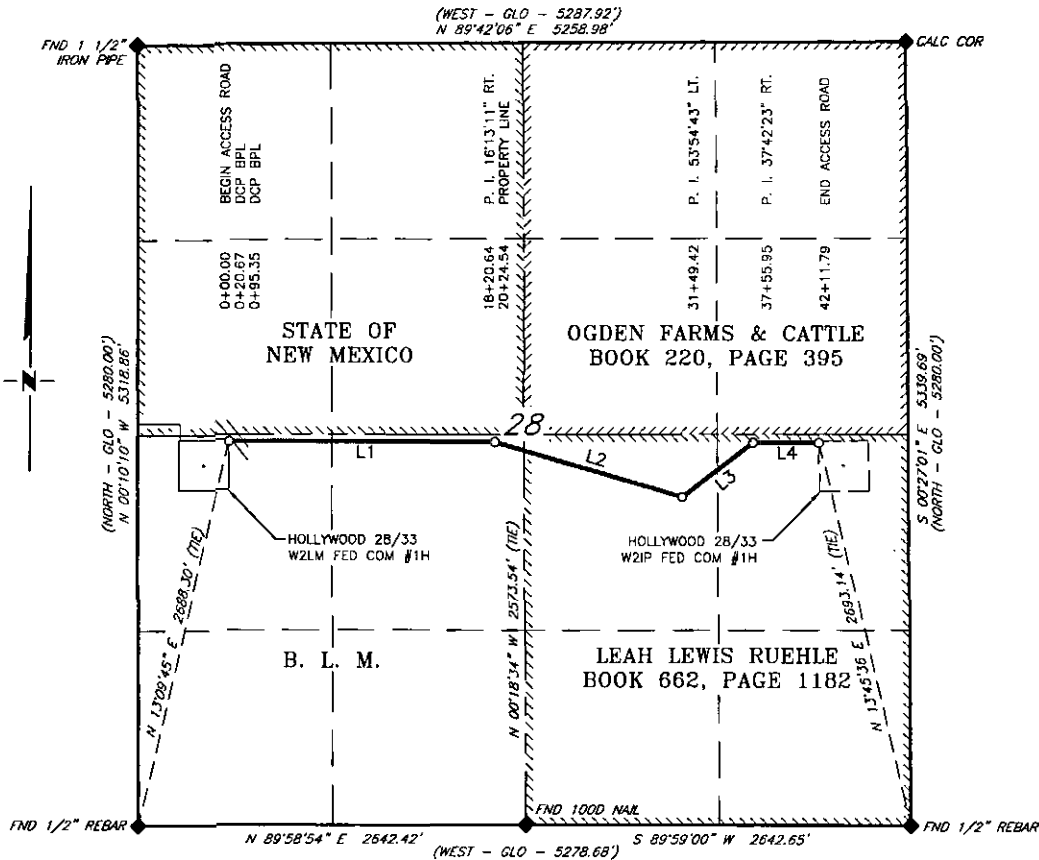 (WEST – GLO – 5287.92')
N 89°42'06" E 5258.98'
FND 1 1/2"
IRON PIPE
CALC COR
BEGIN ACCESS ROAD
DCP BPL
DCP BPL
P. I. 16°13'11" RT.
PROPERTY LINE
P. I. 53°54'43" LT.
P. I. 37°42'23" RT.
END ACCESS ROAD
0+00.00
0+20.67
0+95.35
18+20.64
20+24.54
31+49.42
37+55.95
42+11.79
STATE OF
NEW MEXICO
OGDEN FARMS & CATTLE
BOOK 220, PAGE 395
N
(NORTH – GLO – 5280.00')
N 00°10'10" W 5318.86'
S 00°27'01" E 5339.69'
(NORTH – GLO – 5280.00')
28
L1
L2
L3
L4
HOLLYWOOD 28/33
W2LM FED COM #1H
HOLLYWOOD 28/33
W2IP FED COM #1H
N 13°09'45" E 2688.30' (TIE)
N 00°18'34" W 2573.54' (TIE)
N 13°45'36 E 2693.14' (TIE)
B. L. M.
LEAH LEWIS RUEHLE
BOOK 662, PAGE 1182
FND 100D NAIL
FND 1/2" REBAR
FND 1/2" REBAR
N 89°58'54" E 2642.42'
S 89°59'00" W 2642.65'
(WEST – GLO – 5278.68')